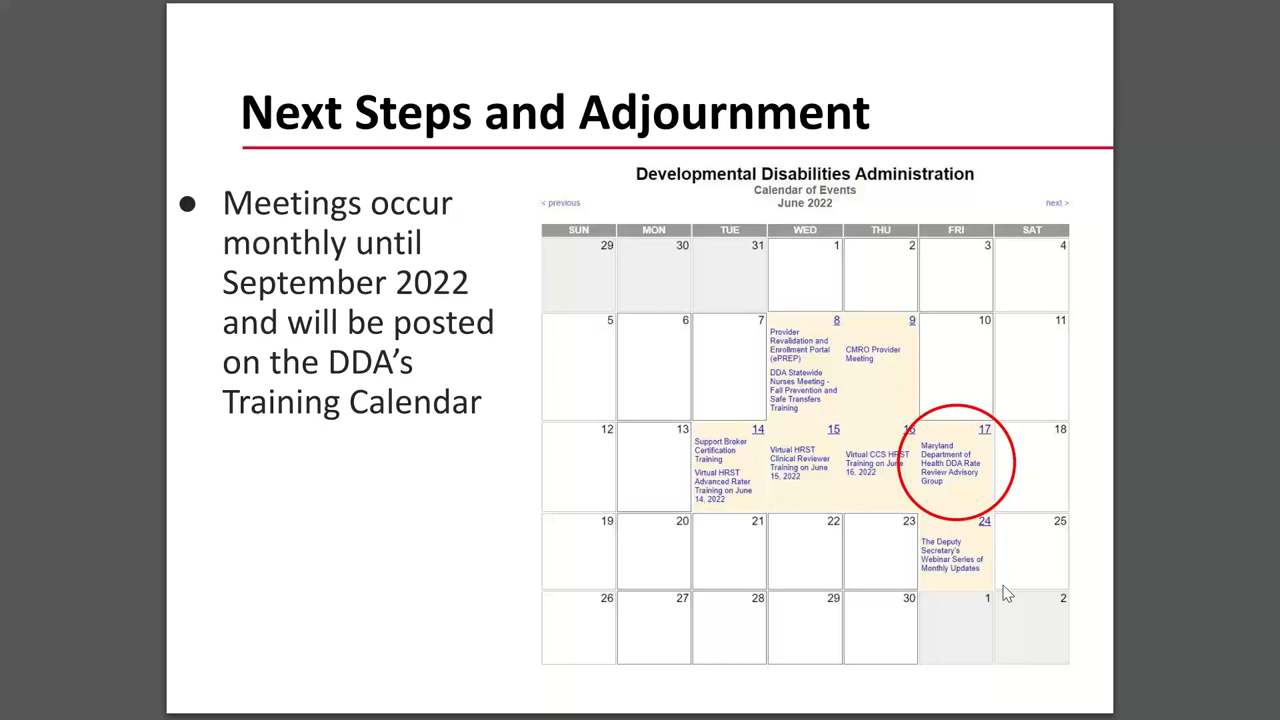 Next Steps and Adjournment
● Meetings occur
monthly until
September 2022
and will be posted
on the DDA's
Training Calendar
Developmental Disabilities Administration
Calendar of Events
June 2022
< previous
next >
SUN MON TUE WED THU FRI SAT
29 30 31 1 2 3 4
5 6 7 8 9 10 11
Provider
Revalidation and
Enrollment Portal
(ePREP)
DDA Statewide
Nurses Meeting -
Fall Prevention and
Safe Transfers
Training
CMRO Provider
Meeting
12 13 14 15 16 17 18
Support Broker
Certification
Training
Virtual HRST
Advanced Rater
Training on June
14, 2022
Virtual HRST
Clinical Reviewer
Training on June
15, 2022
Virtual CCS HRST
Training on June
16, 2022
Maryland
Department of
Health DDA Rate
Review Advisory
Group
19 20 21 22 23 24 25
The Deputy
Secretary's
Webinar Series of
Monthly Updates
26 27 28 29 30 1 2